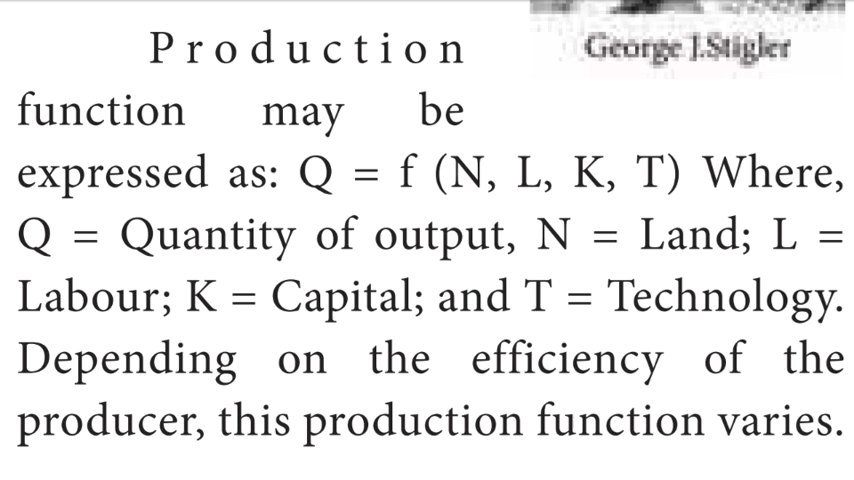 Production
George J.Stigler
function may be
expressed as: Q = f (N, L, K, T) Where,
Q = Quantity of output, N = Land; L =
Labour; K = Capital; and T = Technology.
Depending on the efficiency of the
producer, this production function varies.